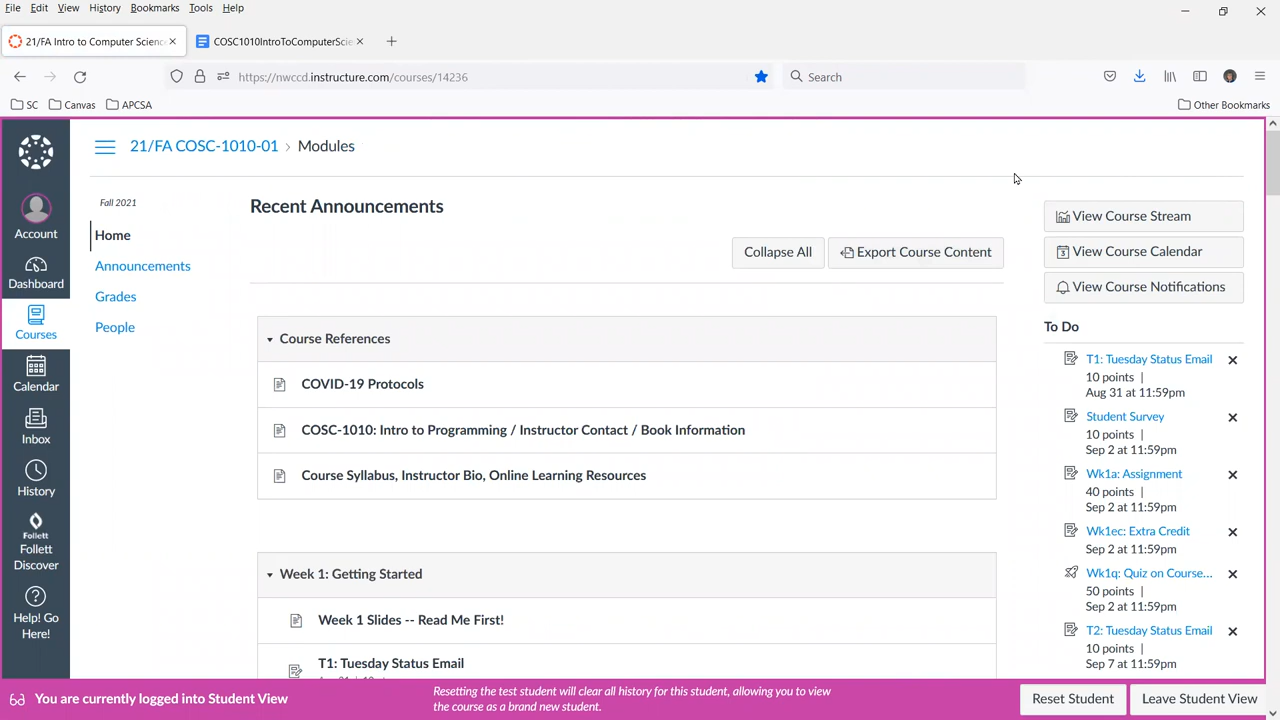 File Edit View History Bookmarks Tools Help
21/FA Intro to Computer Science
COSC1010IntroToComputerScie
https://nwccd.instructure.com/courses/14236
Search
SC Canvas APCSA
Other Bookmarks
21/FA COSC-1010-01 › Modules
Account
Dashboard
Courses
Calendar
Inbox
History
Follett
Follett
Discover
Help! Go
Here!
Fall 2021
Home
Announcements
Grades
People
Recent Announcements
Collapse All
Export Course Content
Course References
COVID-19 Protocols
COSC-1010: Intro to Programming / Instructor Contact / Book Information
Course Syllabus, Instructor Bio, Online Learning Resources
Week 1: Getting Started
Week 1 Slides -- Read Me First!
T1: Tuesday Status Email
View Course Stream
View Course Calendar
View Course Notifications
To Do
T1: Tuesday Status Email
10 points |
Aug 31 at 11:59pm
Student Survey
10 points |
Sep 2 at 11:59pm
Wk1a: Assignment
40 points |
Sep 2 at 11:59pm
Wk1ec: Extra Credit
Sep 2 at 11:59pm
Wk1q: Quiz on Course...
50 points |
Sep 2 at 11:59pm
T2: Tuesday Status Email
10 points |
Sep 7 at 11:59pm
You are currently logged into Student View
Resetting the test student will clear all history for this student, allowing you to view
the course as a brand new student.
Reset Student
Leave Student View